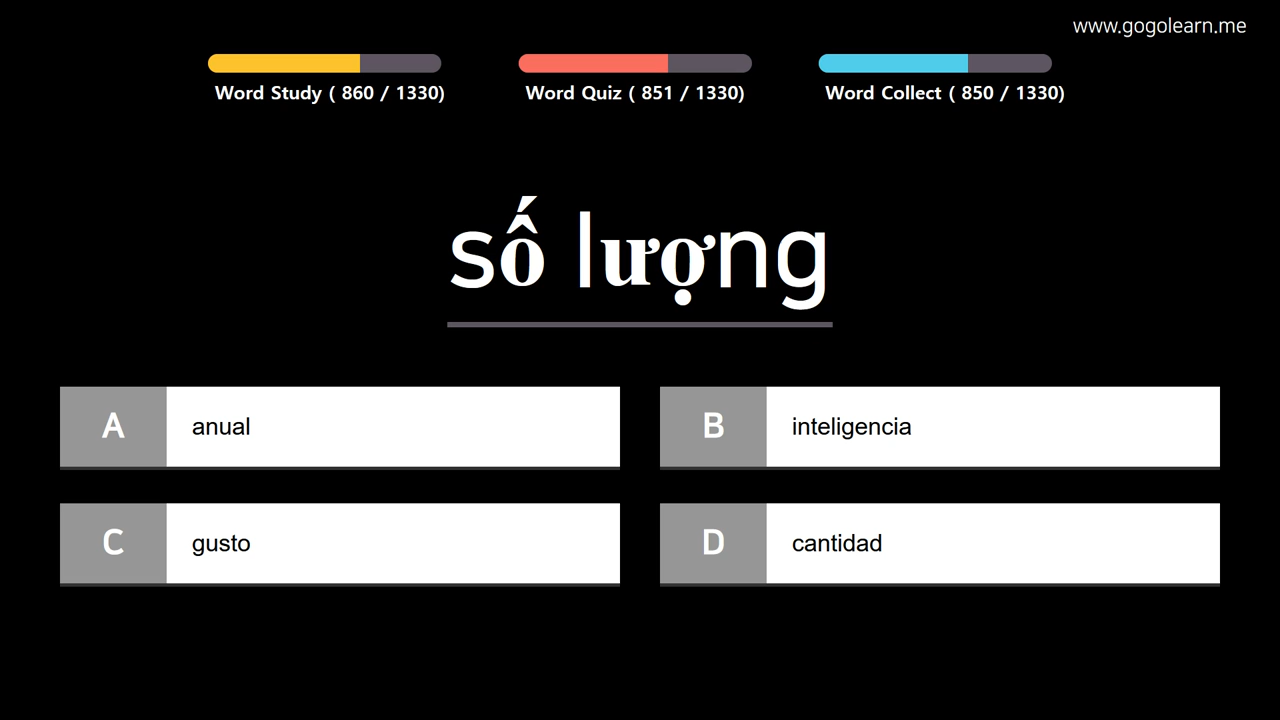 www.gogolearn.me
Word Study ( 860 / 1330)
Word Quiz ( 851 / 1330)
Word Collect ( 850 / 1330)
số lượng
A anual
B inteligencia
C gusto
D cantidad